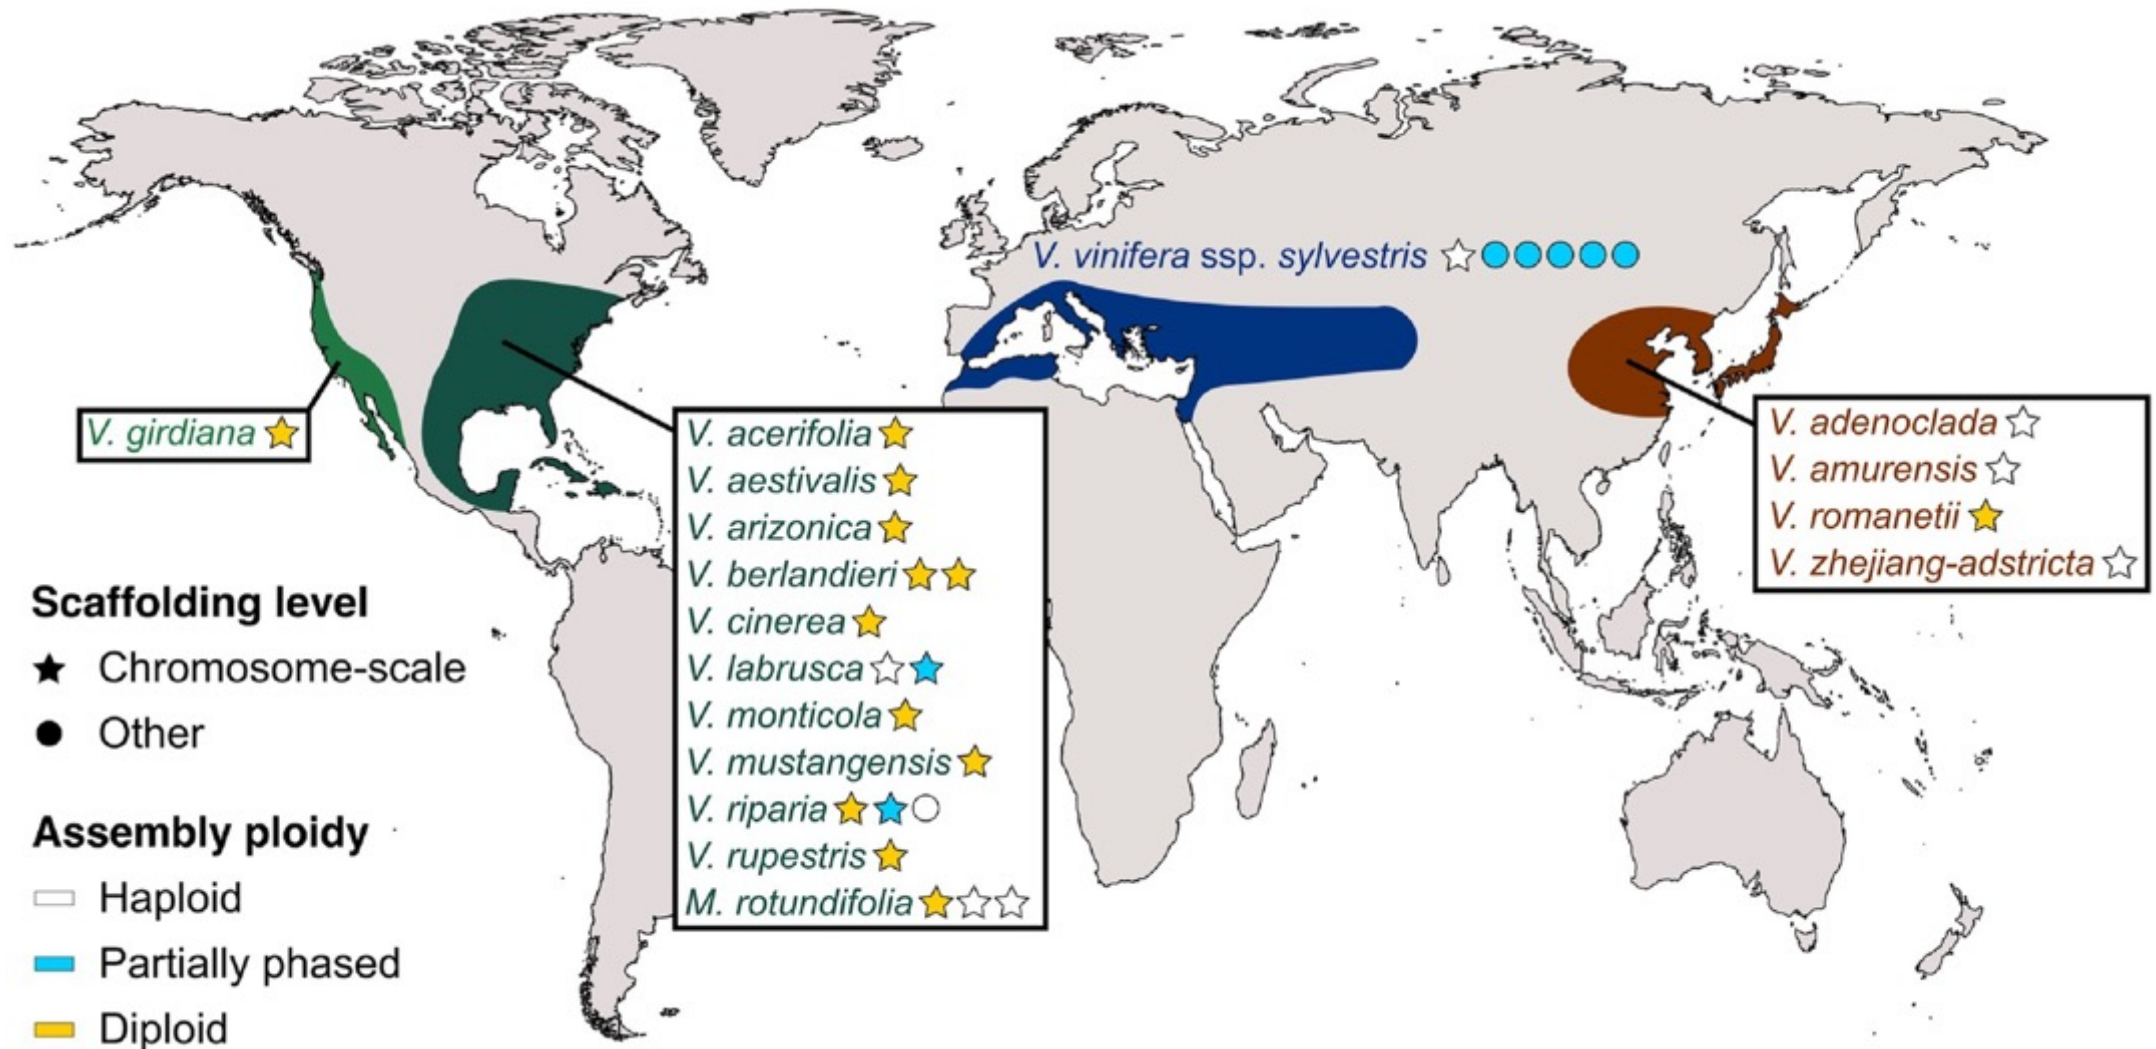 V. vinifera ssp. sylvestris
V. girdiana
V. acerifolia
V. aestivalis
V. arizonica
V. berlandieri
V. cinerea
V. labrusca
V. monticola
V. mustangensis
V. riparia
V. rupestris
M. rotundifolia
V. adenoclada
V. amurensis
V. romanetii
V. zhejiang-adstricta
Scaffolding level
Chromosome-scale
Other
Assembly ploidy
Haploid
Partially phased
Diploid